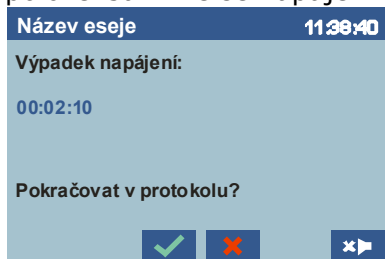 Název eseje 11:38:40
Výpadek napájení:
00:02:10
Pokračovat v protokolu?